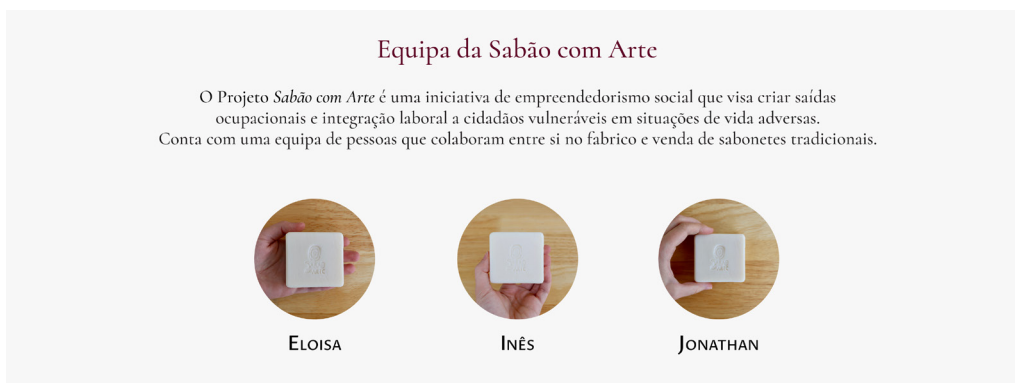 Equipa da Sabão com Arte
O Projeto Sabão com Arte é uma iniciativa de empreendedorismo social que visa criar saídas
ocupacionais e integração laboral a cidadãos vulneráveis em situações de vida adversas.
Conta com uma equipa de pessoas que colaboram entre si no fabrico e venda de sabonetes tradicionais.
Eloisa
Inês
Jonathan